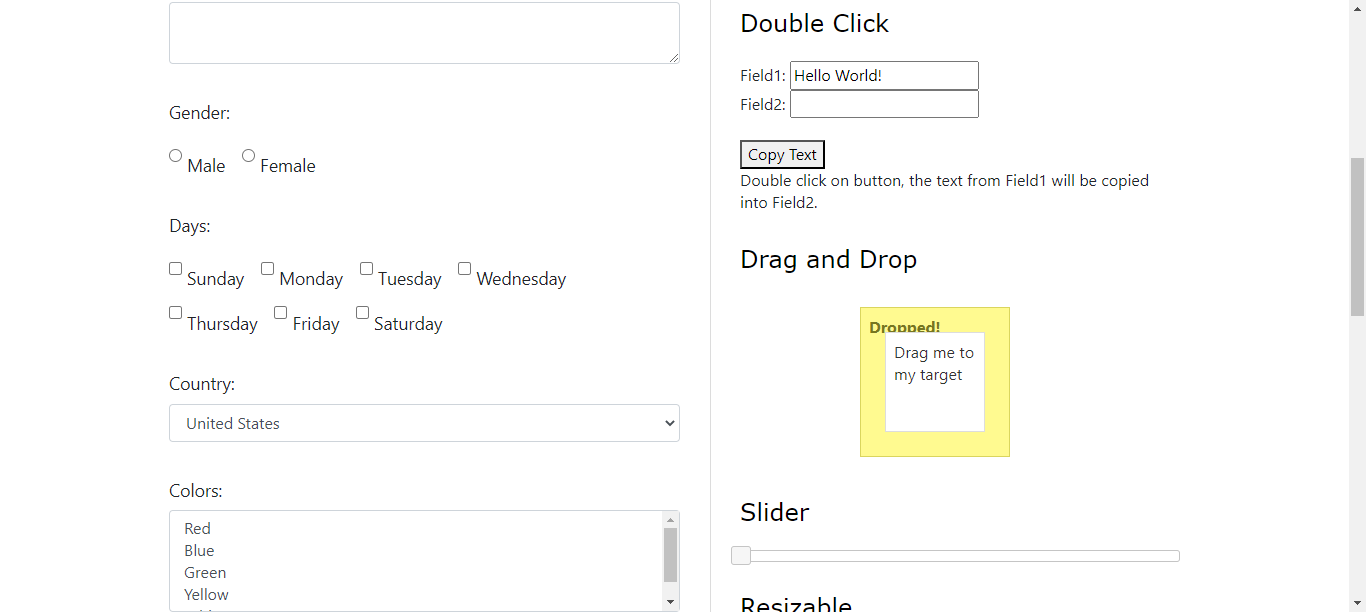 Gender:
Male Female
Days:
Sunday Monday Tuesday Wednesday
Thursday Friday Saturday
Country:
United States
Colors:
Red
Blue
Green
Yellow
Double Click
Field1: Hello World!
Field2:
Copy Text
Double click on button, the text from Field1 will be copied
into Field2.
Drag and Drop
Dropped!
Drag me to
my target
Slider
Resizable